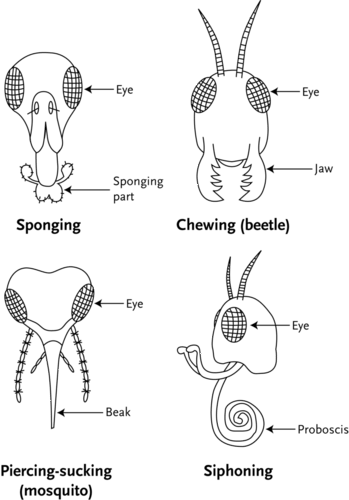 Eye
Sponging
part
Sponging
Eye
Jaw
Chewing (beetle)
Eye
Beak
Piercing-sucking
(mosquito)
Eye
Proboscis
Siphoning